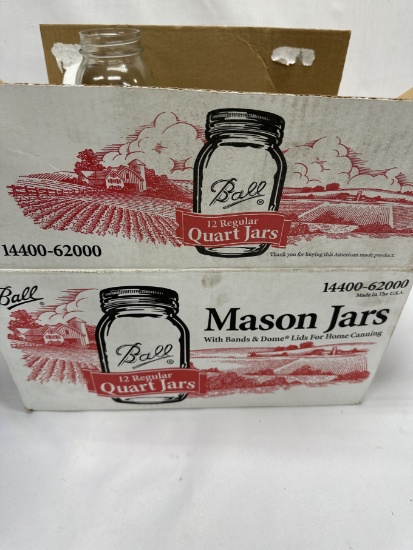 Ball
12 Regular
Quart Jars
14400-62000
Thank you for buying this American made product.
Ball
14400-62000
Made in The U.S.A.
Mason Jars
With Bands & Dome® Lids For Home Canning
Ball
®
12 Regular
Quart Jars